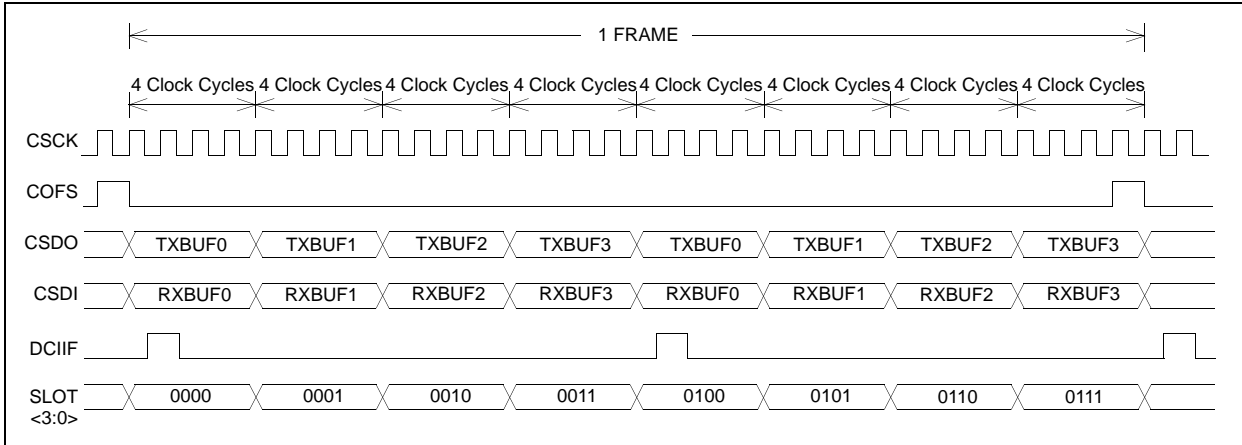 1 FRAME
4 Clock Cycles 4 Clock Cycles 4 Clock Cycles 4 Clock Cycles 4 Clock Cycles 4 Clock Cycles 4 Clock Cycles 4 Clock Cycles
CSCK
COFS
CSDO TXBUF0 TXBUF1 TXBUF2 TXBUF3 TXBUF0 TXBUF1 TXBUF2 TXBUF3
CSDI RXBUF0 RXBUF1 RXBUF2 RXBUF3 RXBUF0 RXBUF1 RXBUF2 RXBUF3
DCIIF
SLOT 0000 0001 0010 0011 0100 0101 0110 0111
<3:0>